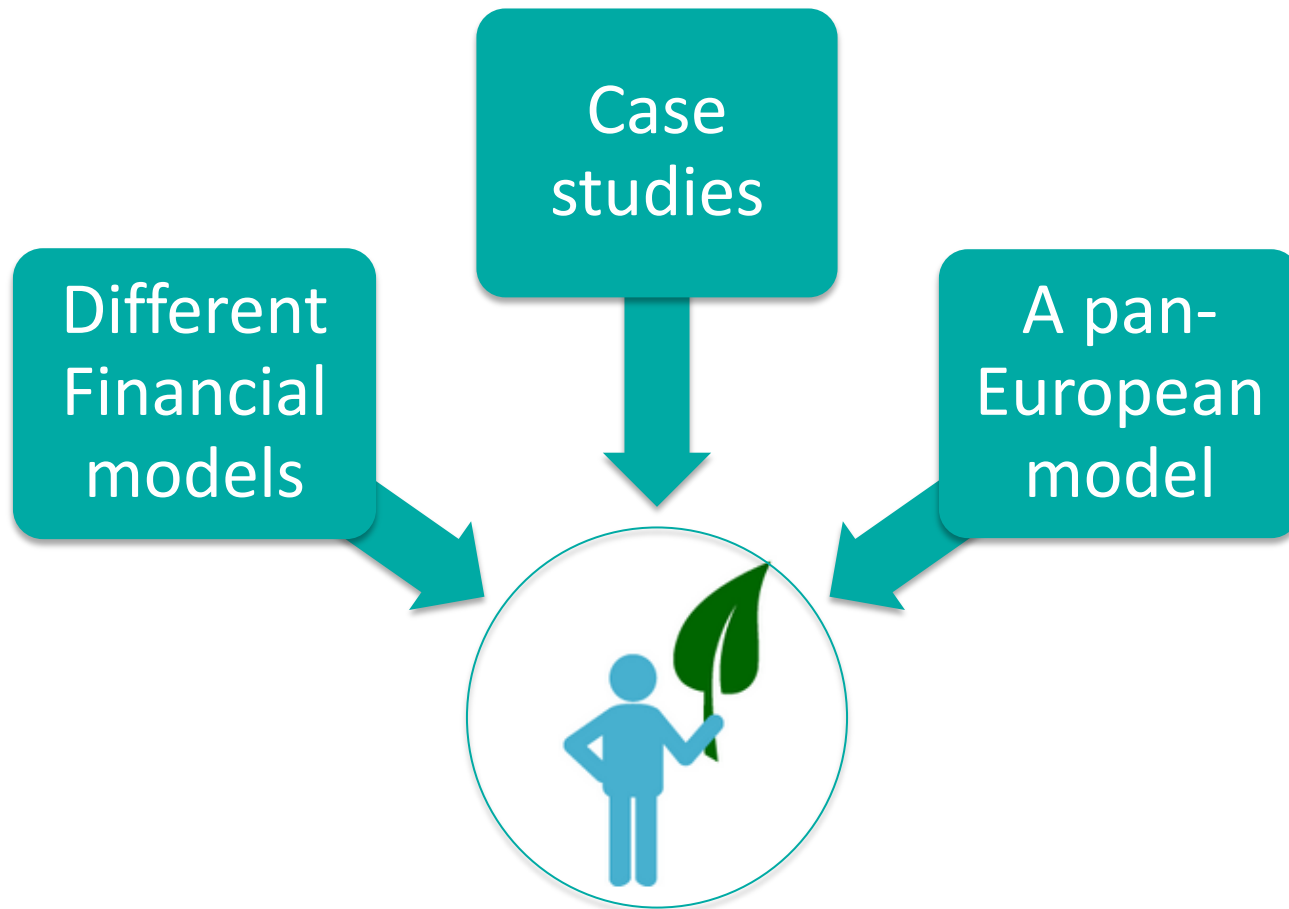 Case
studies
Different
Financial
models
A pan-
European
model